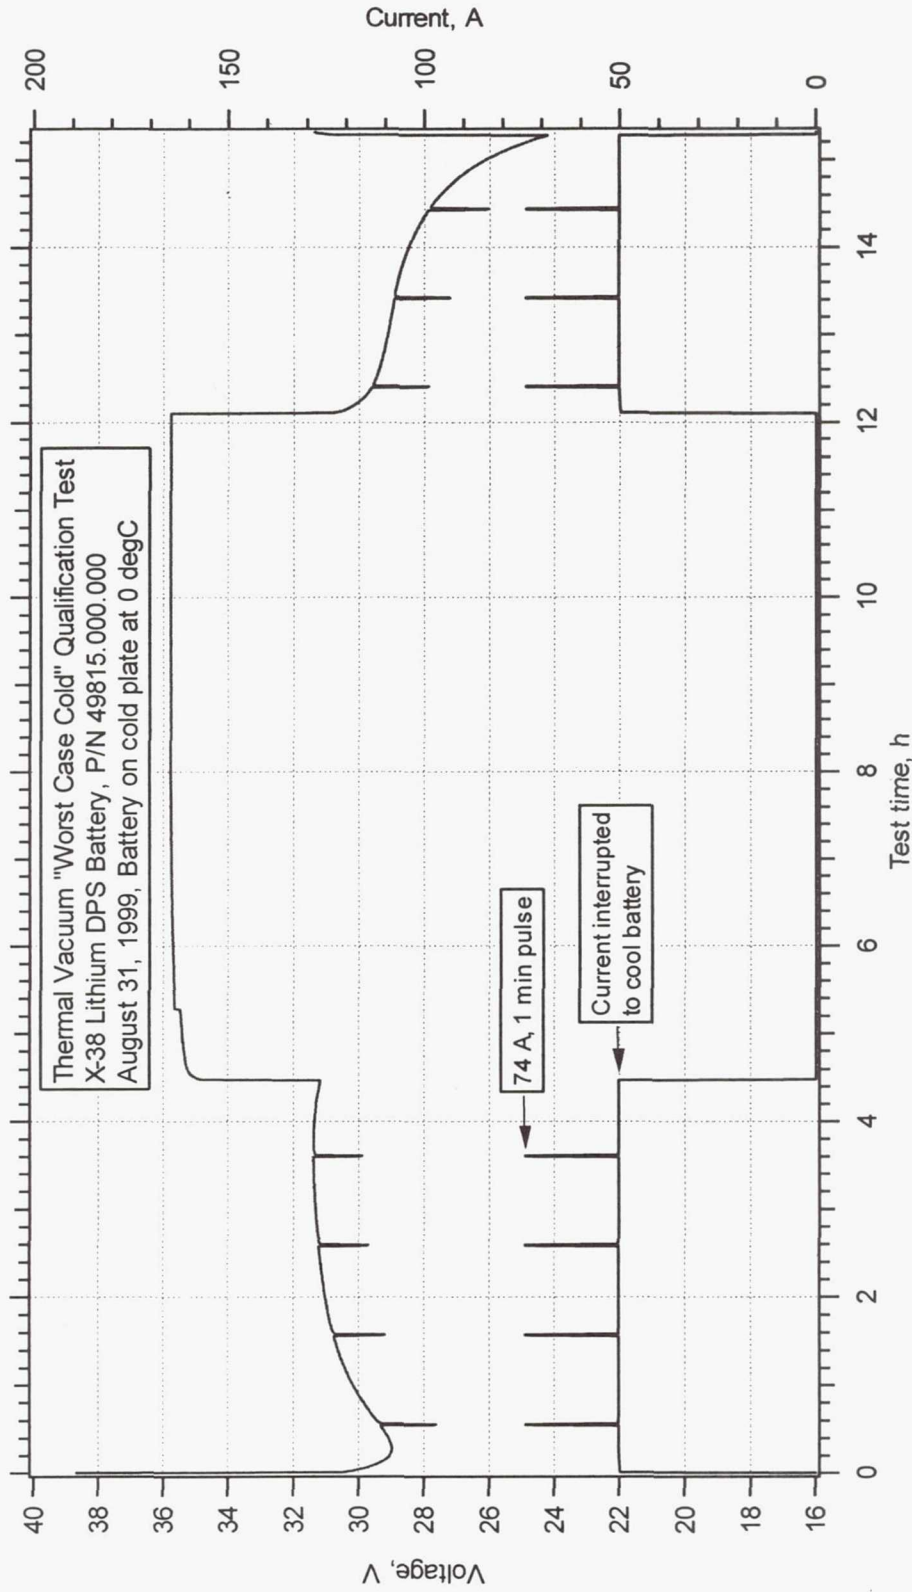 Thermal Vacuum "Worst Case Cold" Qualification Test
X-38 Lithium DPS Battery, P/N 49815.000.000
August 31, 1999, Battery on cold plate at 0 degC
Voltage, V
40
38
36
34
32
30
28
26
24
22
20
18
16
74 A, 1 min pulse
Current interrupted
to cool battery
Current, A
200
150
100
50
0
0
2
4
6
8
10
12
14
Test time, h